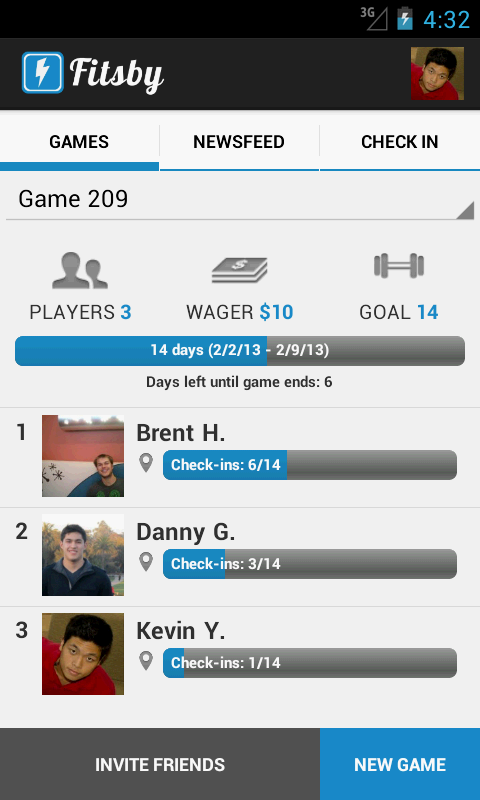 3G 4:32
Fitsby
GAMES NEWSFEED CHECK IN
Game 209
PLAYERS 3 WAGER $10 GOAL 14
14 days (2/2/13 - 2/9/13)
Days left until game ends: 6
1 Brent H.
Check-ins: 6/14
2 Danny G.
Check-ins: 3/14
3 Kevin Y.
Check-ins: 1/14
INVITE FRIENDS NEW GAME